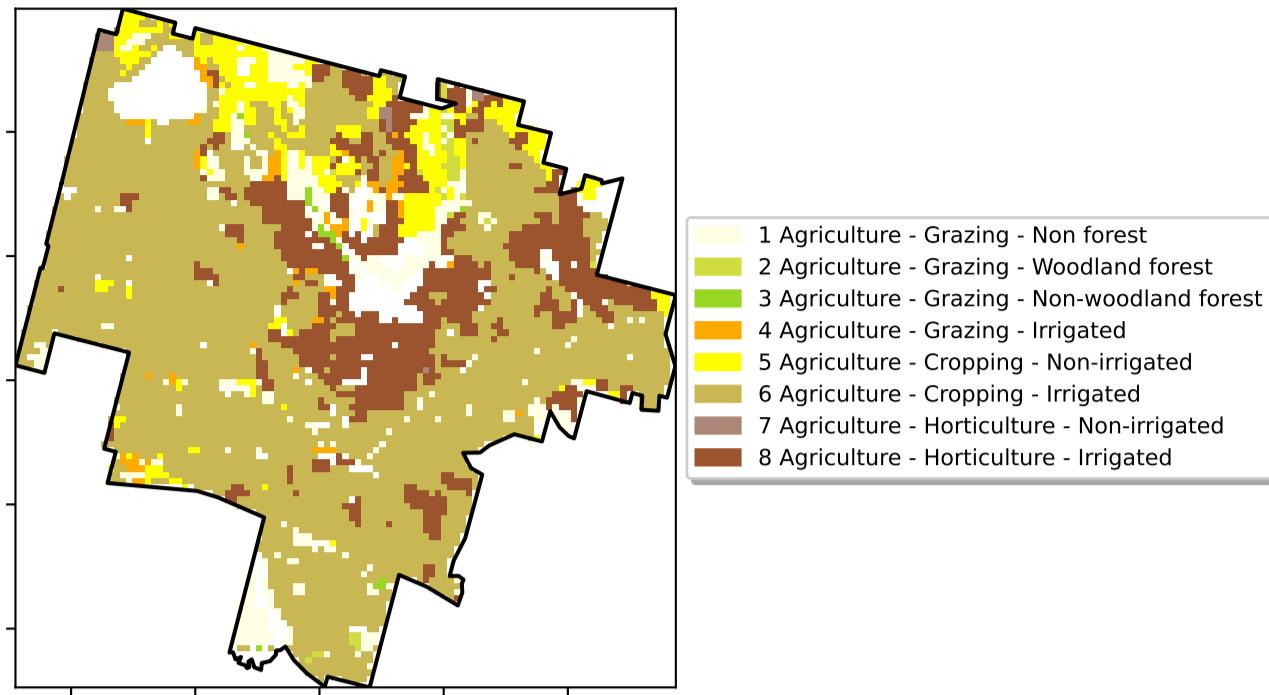 1 Agriculture - Grazing - Non forest
2 Agriculture - Grazing - Woodland forest
3 Agriculture - Grazing - Non-woodland forest
4 Agriculture - Grazing - Irrigated
5 Agriculture - Cropping - Non-irrigated
6 Agriculture - Cropping - Irrigated
7 Agriculture - Horticulture - Non-irrigated
8 Agriculture - Horticulture - Irrigated